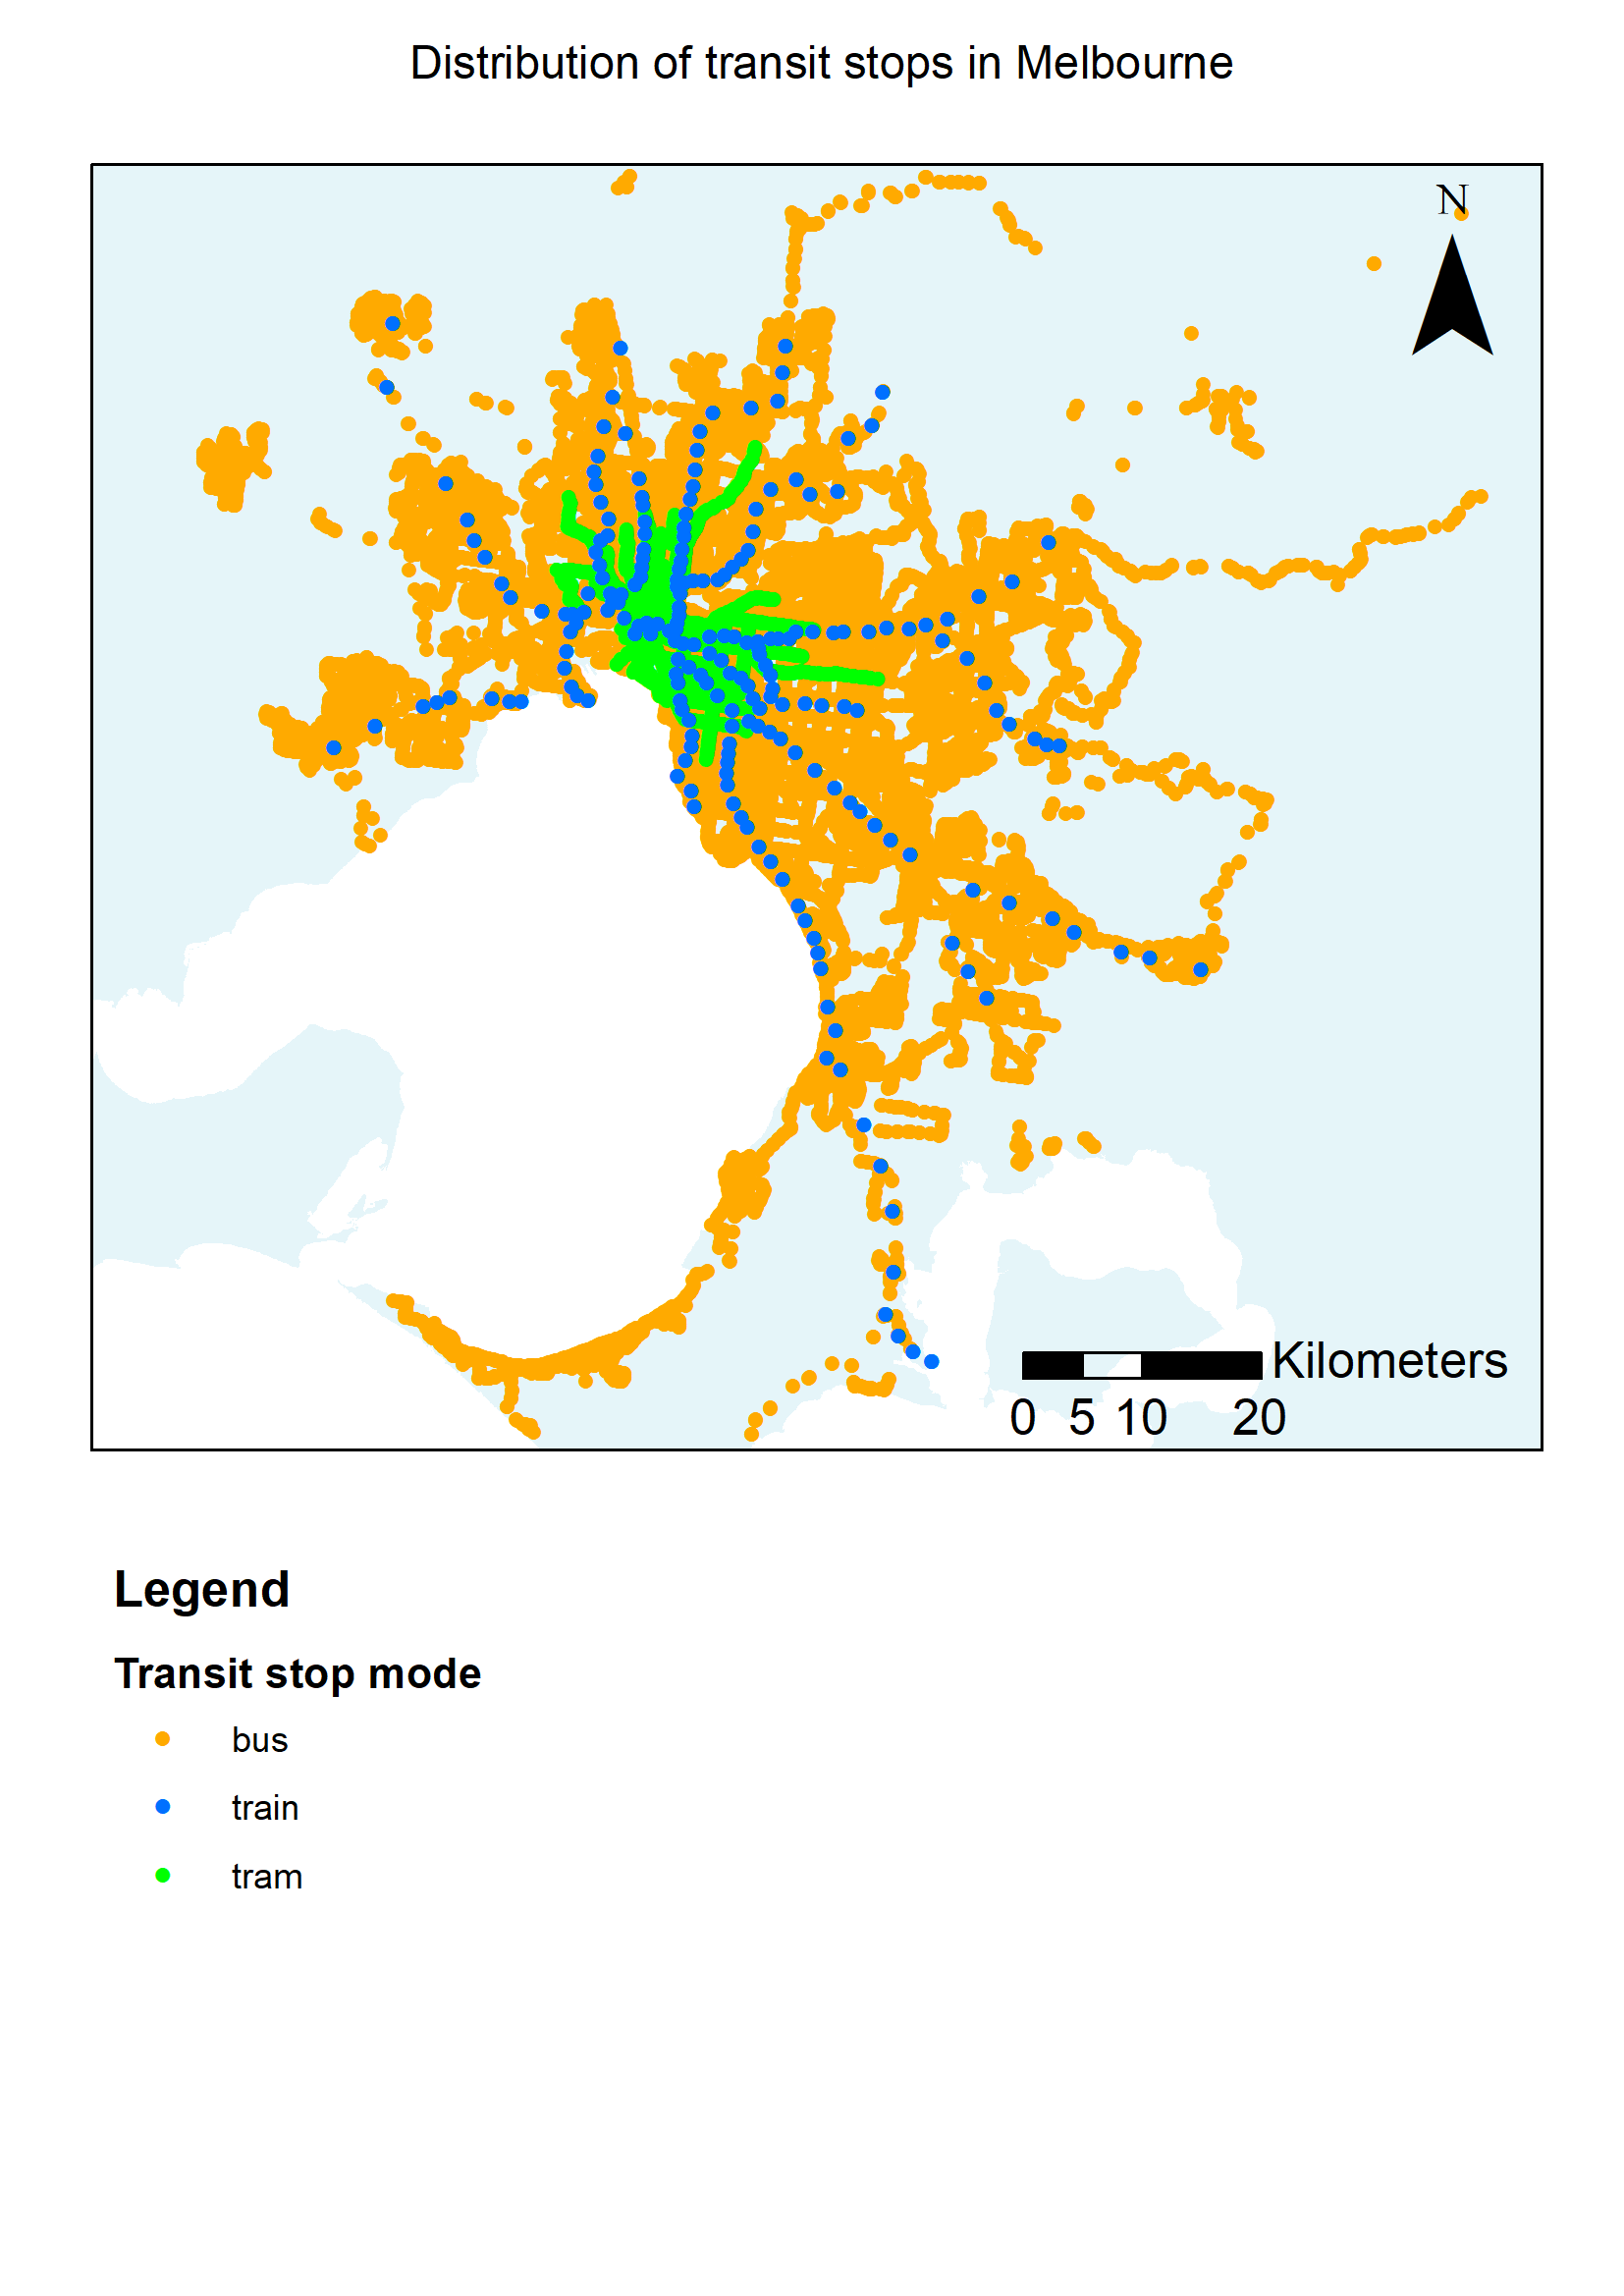 Distribution of transit stops in Melbourne
N
Kilometers
0 5 10 20
Legend
Transit stop mode
bus
train
tram